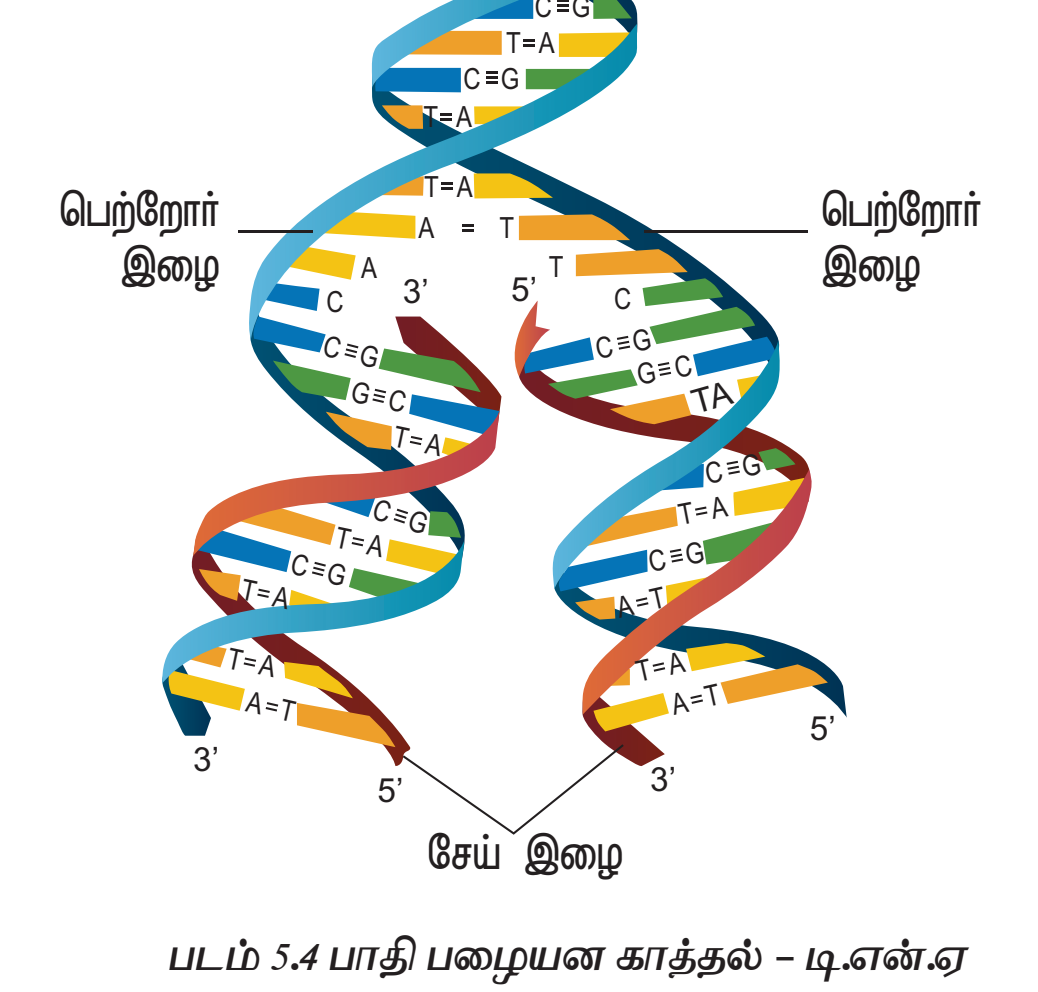 C≡G
T=A
C≡G
T=A
T=A
A = T
பெற்றோர்
இழை
பெற்றோர்
இழை
A
T
C
3’
5’
C
C≡G
G≡C
T=A
C≡G
G≡C
TA
C≡G
T=A
C≡G
T=A
C≡G
T=A
C≡G
A=T
T=A
A=T
T=A
A=T
3’
5’
3’
5’
சேய் இழை
படம் 5.4 பாதி பழையன காத்தல் – டி.என்.ஏ